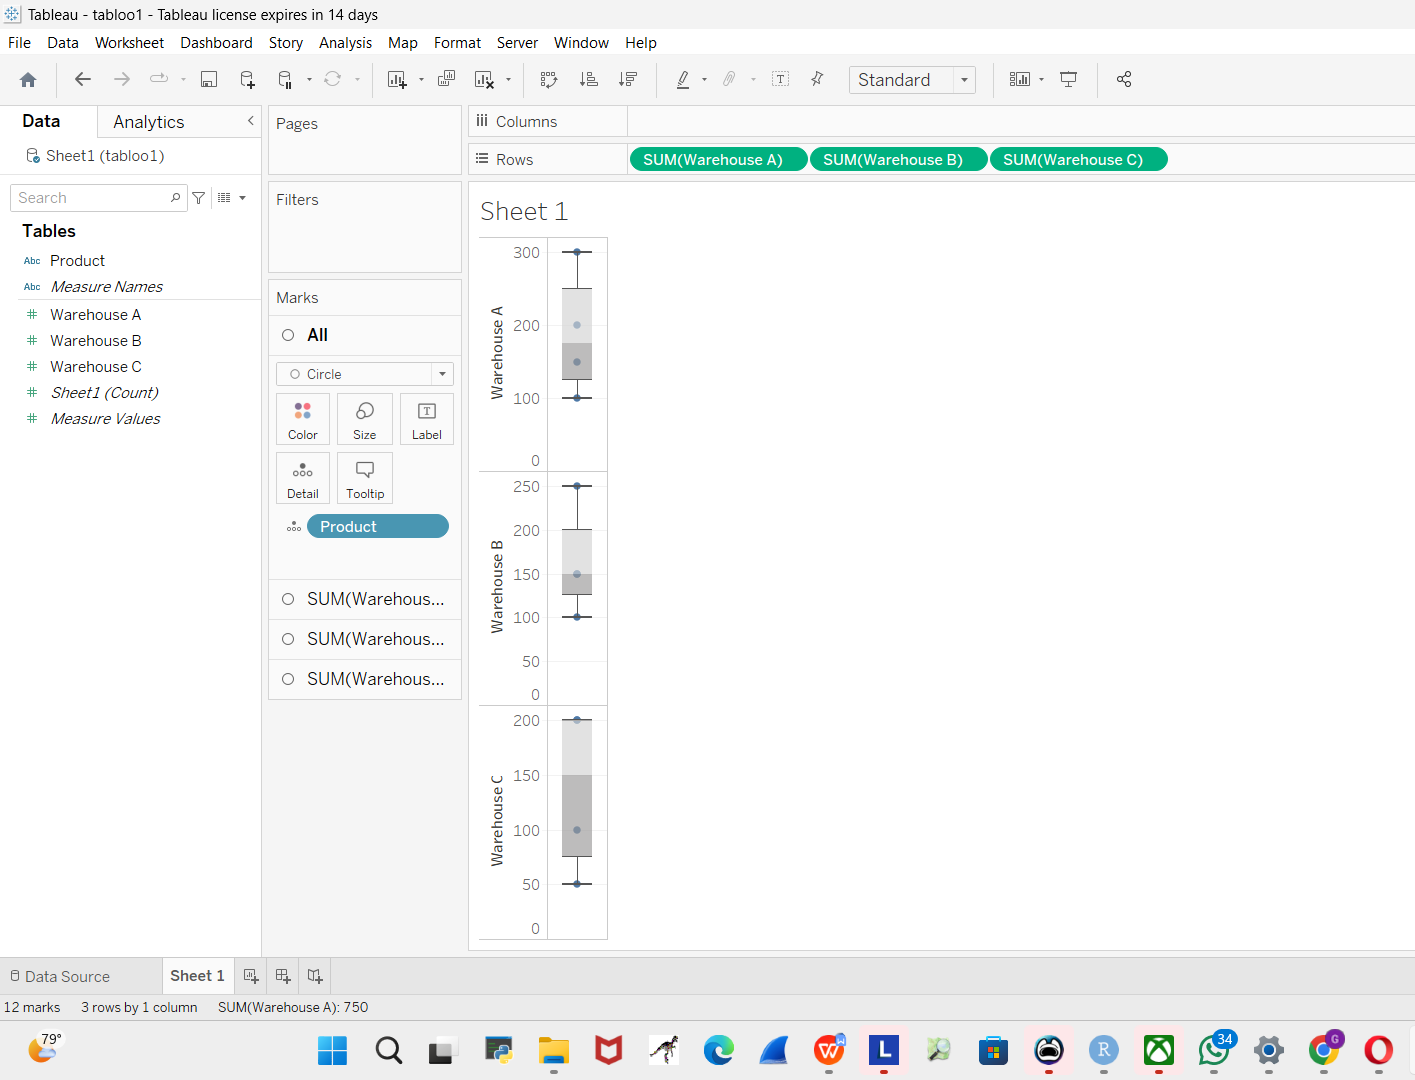 Tableau - tabloo1 - Tableau license expires in 14 days
File Data Worksheet Dashboard Story Analysis Map Format Server Window Help
Standard
Data Analytics
Sheet1 (tabloo1)
Search
Tables
Abc Product
Abc Measure Names
# Warehouse A
# Warehouse B
# Warehouse C
# Sheet1 (Count)
# Measure Values
Pages
Filters
Marks
All
Circle
Color Size Label
Detail Tooltip
Product
SUM(Warehous...
SUM(Warehous...
SUM(Warehous...
Columns
Rows SUM(Warehouse A) SUM(Warehouse B) SUM(Warehouse C)
Sheet 1
Warehouse A
300
200
100
0
Warehouse B
250
200
150
100
50
0
Warehouse C
200
150
100
50
0
Data Source Sheet 1
12 marks 3 rows by 1 column SUM(Warehouse A): 750
79°
W
L
R
34
G